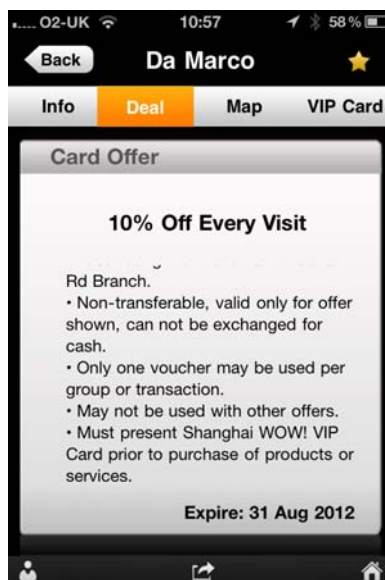 O2-UK 10:57 58%
Back Da Marco
Info Deal Map VIP Card
Card Offer
10% Off Every Visit
Rd Branch.
• Non-transferable, valid only for offer
shown, can not be exchanged for
cash.
• Only one voucher may be used per
group or transaction.
• May not be used with other offers.
• Must present Shanghai WOW! VIP
Card prior to purchase of products or
services.
Expire: 31 Aug 2012